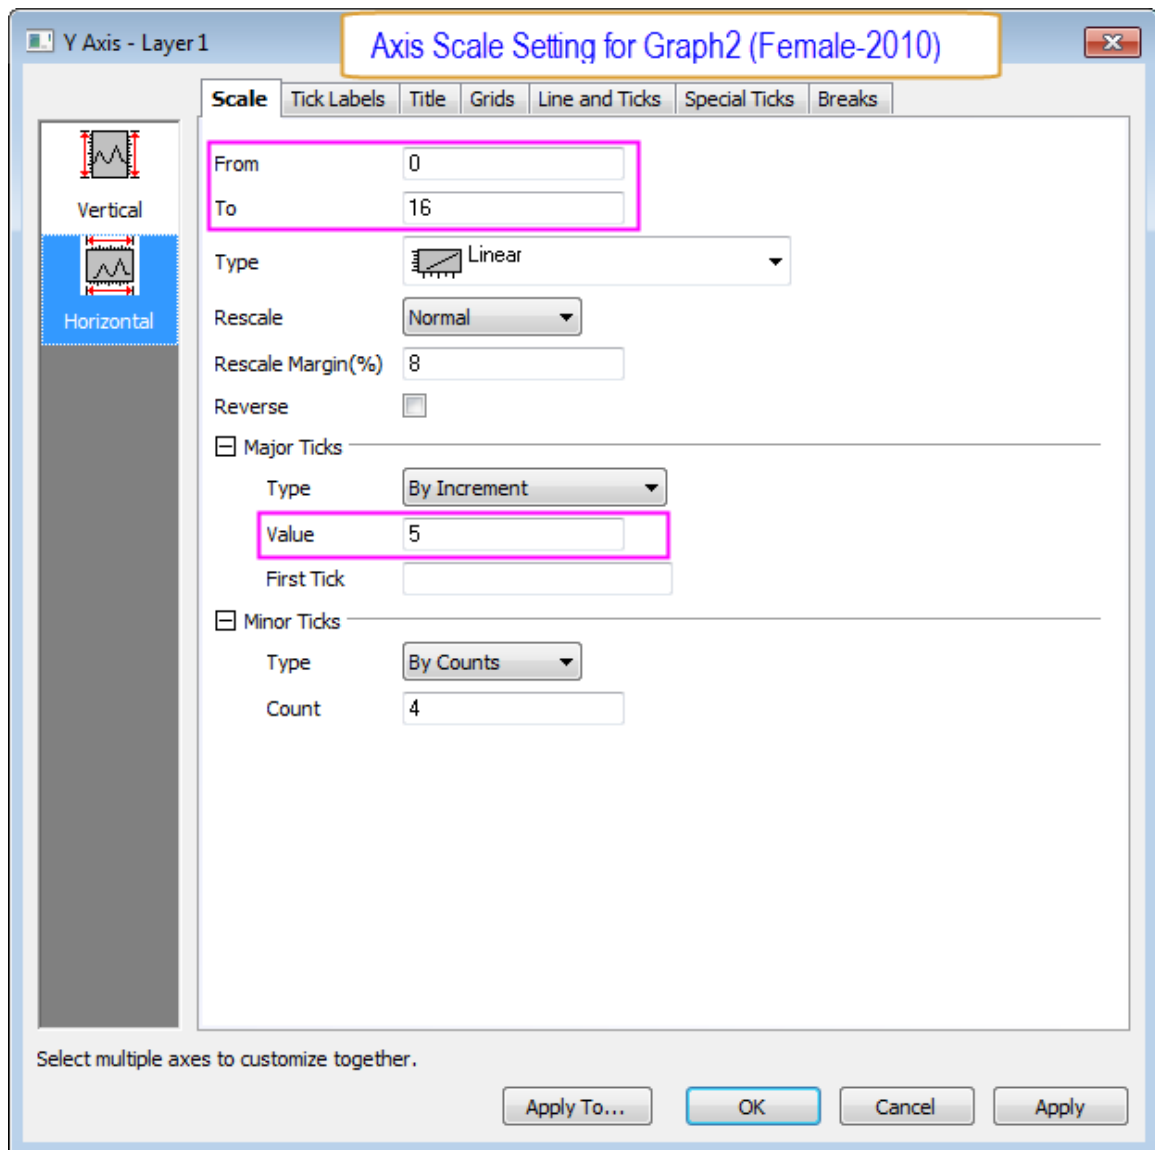 Y Axis - Layer 1
Axis Scale Setting for Graph2 (Female-2010)
Scale Tick Labels Title Grids Line and Ticks Special Ticks Breaks
Vertical
Horizontal
From 0
To 16
Type Linear
Rescale Normal
Rescale Margin(%) 8
Reverse
Major Ticks
Type By Increment
Value 5
First Tick
Minor Ticks
Type By Counts
Count 4
Select multiple axes to customize together.
Apply To... OK Cancel Apply